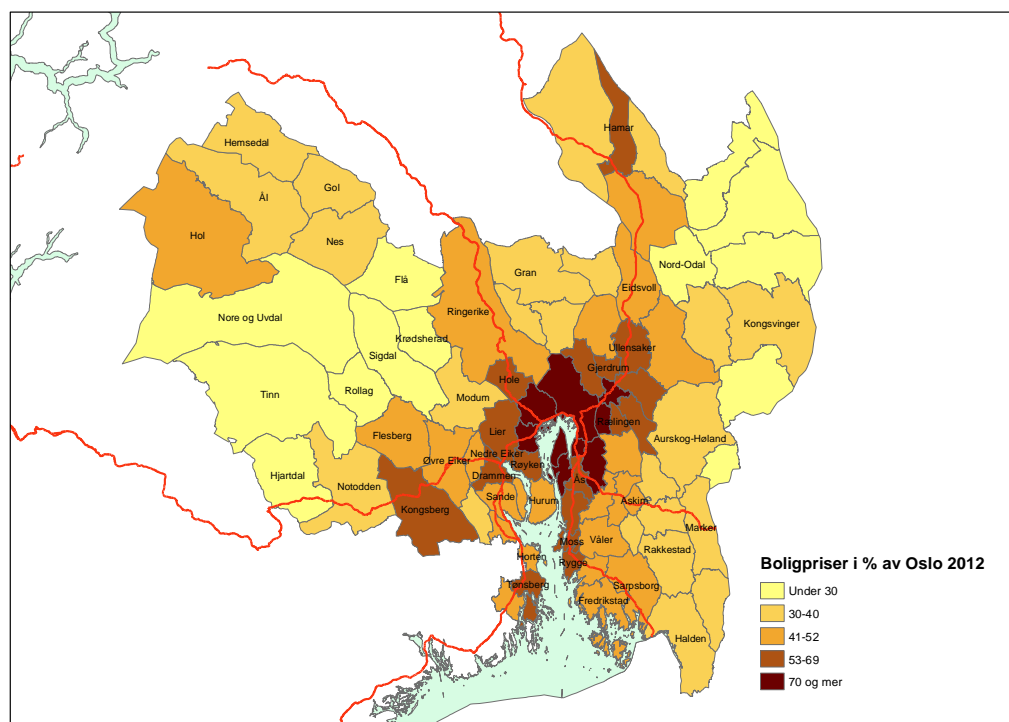 Hamar
Hemsedal
Gol
Ål
Hol
Nes
Gran
Nord-Odal
Flå
Eidsvoll
Ringerike
Nore og Uvdal
Kongsvinger
Krødsherad
Ullensaker
Sigdal
Gjerdrum
Tinn
Hole
Rollag
Modum
Rælingen
Lier
Flesberg
Aurskog-Høland
Øvre Eiker
Nedre Eiker
Røyken
Hjartdal
Drammen
Ås
Notodden
Sande
Hurum
Askim
Kongsberg
Marker
Moss
Våler
Rakkestad
Horten
Rygge
Tønsberg
Sarpsborg
Fredrikstad
Halden
Boligpriser i % av Oslo 2012
Under 30
30-40
41-52
53-69
70 og mer